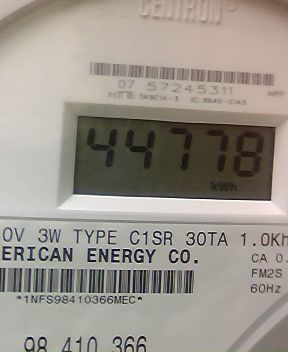 CENTRON
07 57245311
44778
kWh
0V 3W TYPE C1SR 30TA 1.0Kh
ERICAN ENERGY CO.
CA 0.
FM2S
60Hz
*1NFS98410366MEC*
98 410 366